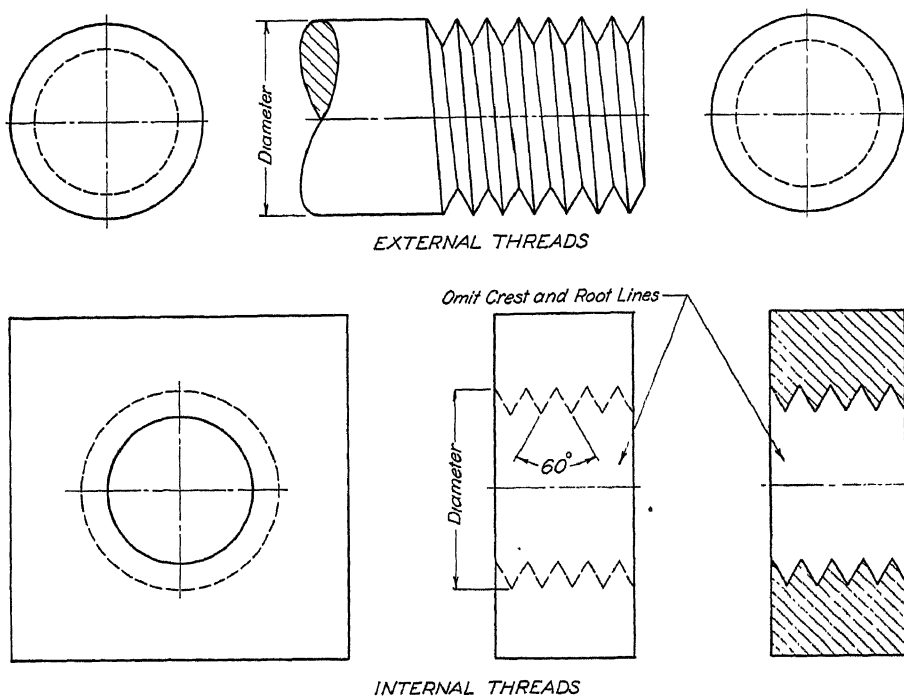 Diameter
EXTERNAL THREADS
Omit Crest and Root Lines
Diameter
60°
INTERNAL THREADS